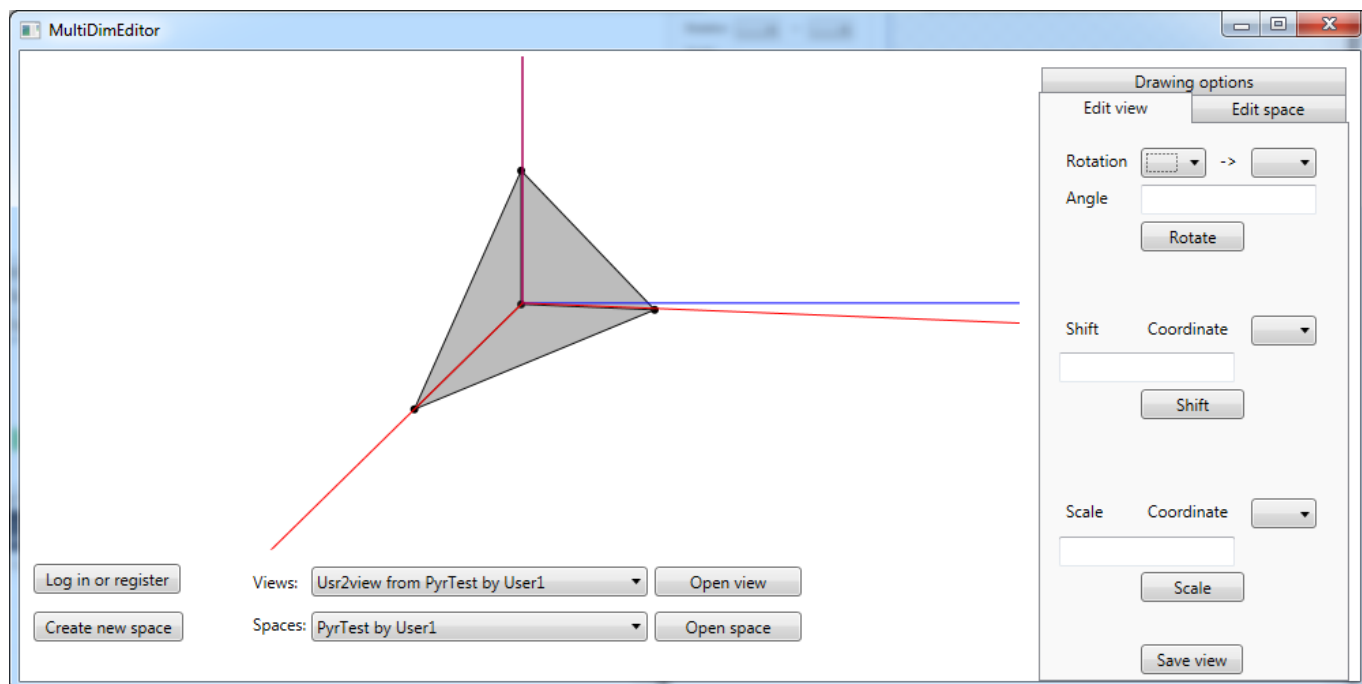 MultiDimEditor
Drawing options
Edit view
Edit space
Rotation ->
Angle
Rotate
Shift Coordinate
Shift
Scale Coordinate
Scale
Save view
Log in or register
Views: Usr2view from PyrTest by User1 Open view
Create new space
Spaces: PyrTest by User1 Open space